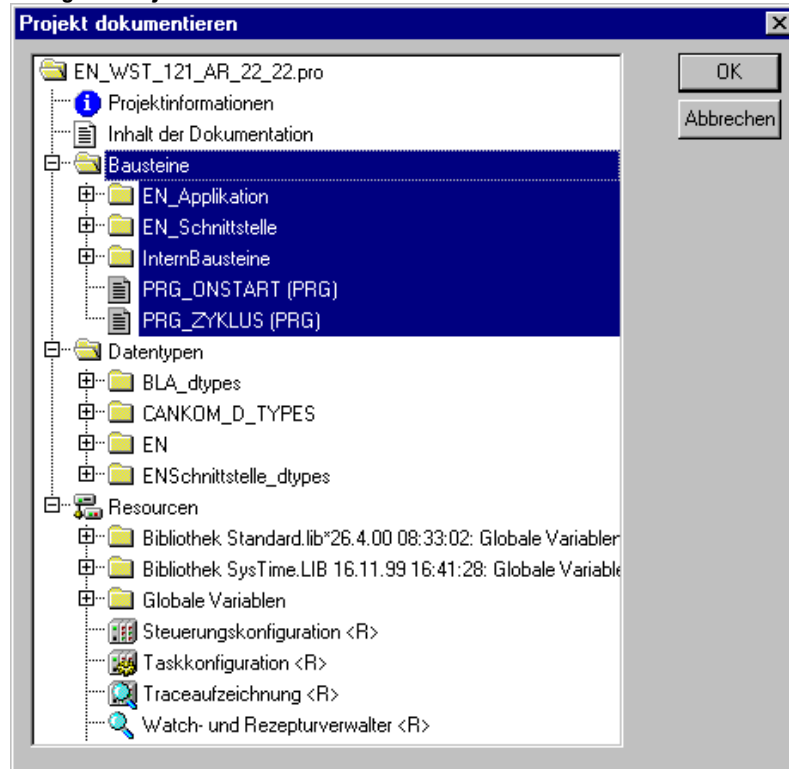 Projekt dokumentieren
EN_WST_121_AR_22_22.pro
OK
Projektinformationen
Abbrechen
Inhalt der Dokumentation
Bausteine
EN_Applikation
EN_Schnittstelle
InternBausteine
PRG_ONSTART (PRG)
PRG_ZYKLUS (PRG)
Datentypen
BLA_dtypes
CANKOM_D_TYPES
EN
ENSchnittstelle_dtypes
Resourcen
Bibliothek Standard.lib*26.4.00 08:33:02: Globale Variablen
Bibliothek SysTime.LIB 16.11.99 16:41:28: Globale Variable
Globale Variablen
Steuerungskonfiguration <R>
Taskkonfiguration <R>
Traceaufzeichnung <R>
Watch- und Rezepturverwalter <R>